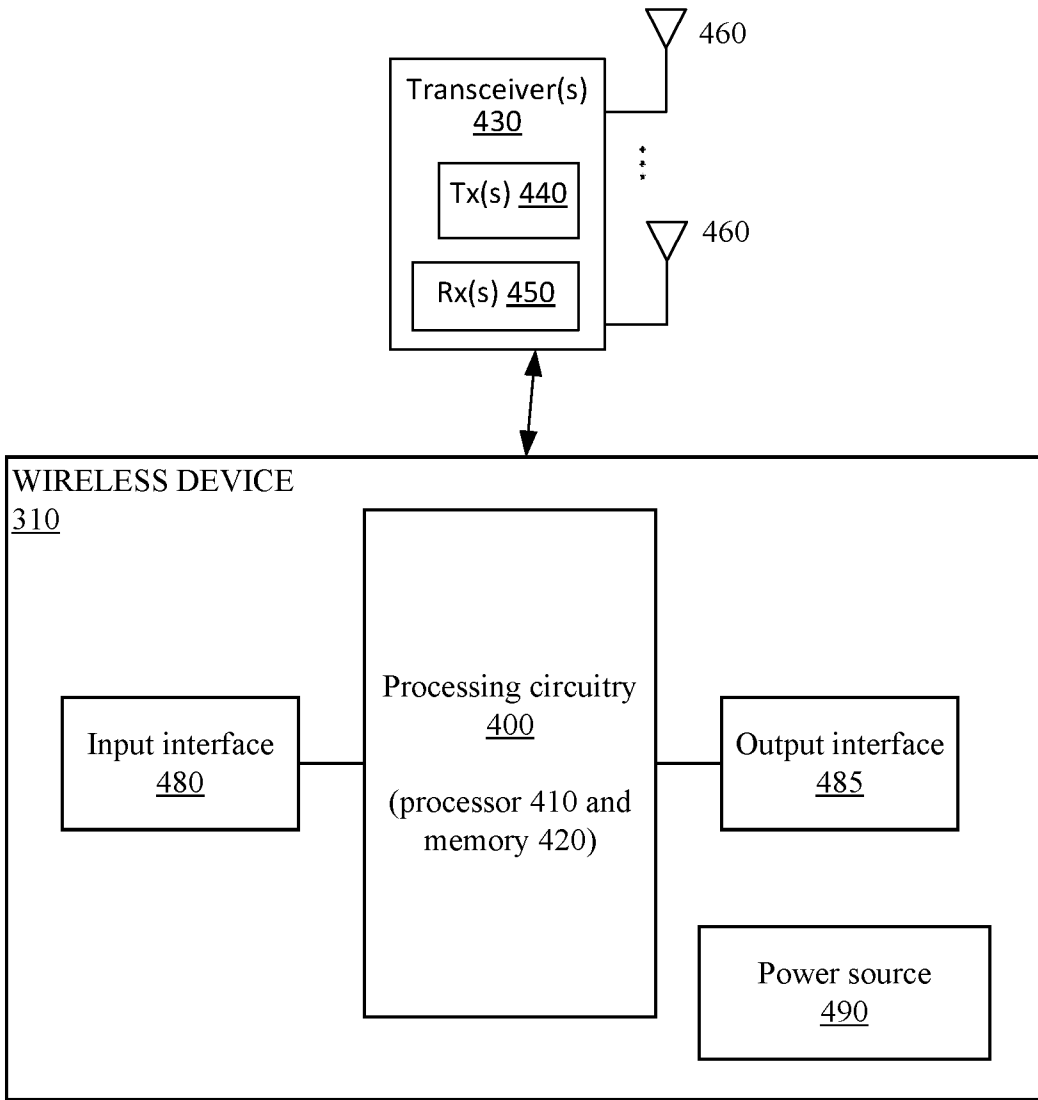 460
Transceiver(s)
430
Tx(s) 440
460
Rx(s) 450
WIRELESS DEVICE
310
Processing circuitry
400
(processor 410 and
memory 420)
Input interface
480
Output interface
485
Power source
490